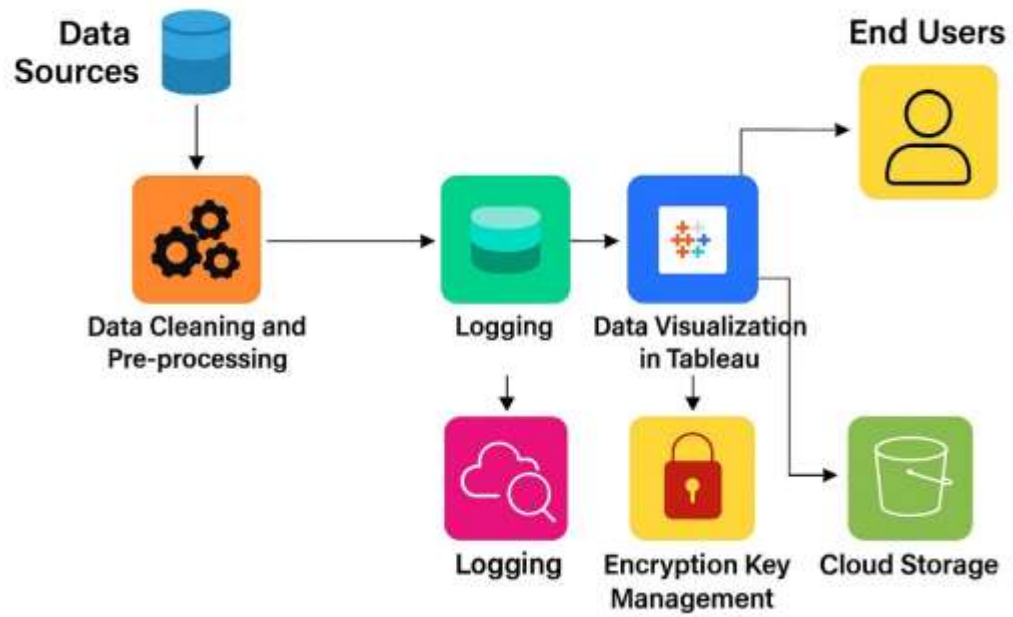 Data
Sources
End Users
Data Cleaning and
Pre-processing
Logging
Data Visualization
in Tableau
Logging
Encryption Key
Management
Cloud Storage